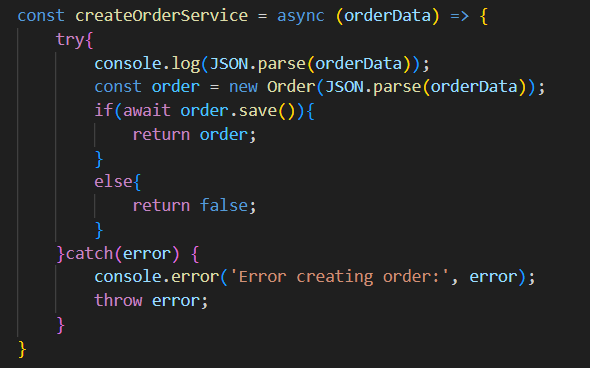 const createOrderService = async (orderData) => {
    try{
        console.log(JSON.parse(orderData));
        const order = new Order(JSON.parse(orderData));
        if(await order.save()){
            return order;
        }
        else{
            return false;
        }
    }catch(error) {
        console.error('Error creating order:', error);
        throw error;
    }
}